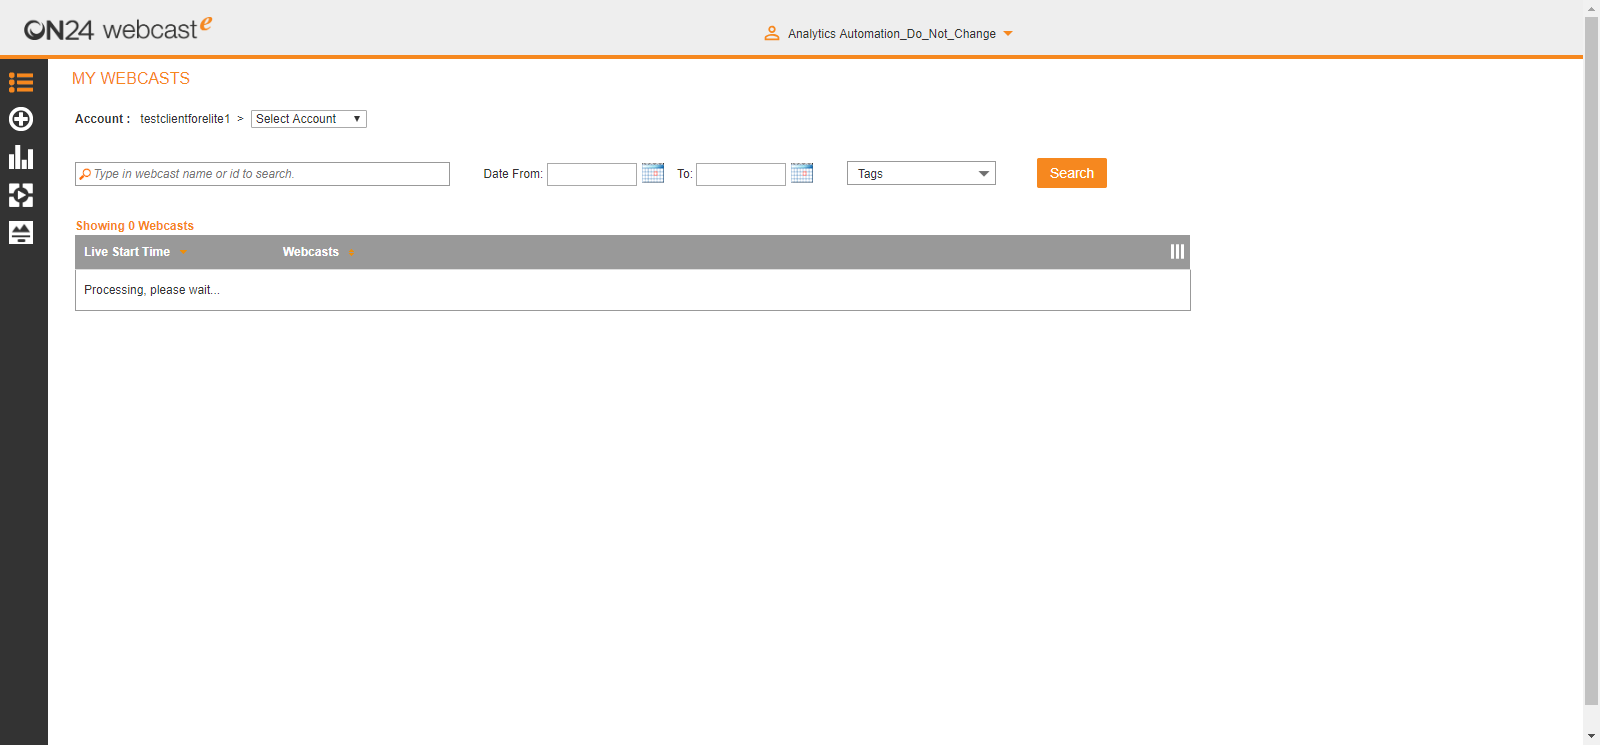 ON24 webcast e
Analytics Automation_Do_Not_Change
MY WEBCASTS
Account : testclientforelite1 > Select Account
Type in webcast name or id to search.
Date From:
To:
Tags
Search
Showing 0 Webcasts
Live Start Time
Webcasts
Processing, please wait...